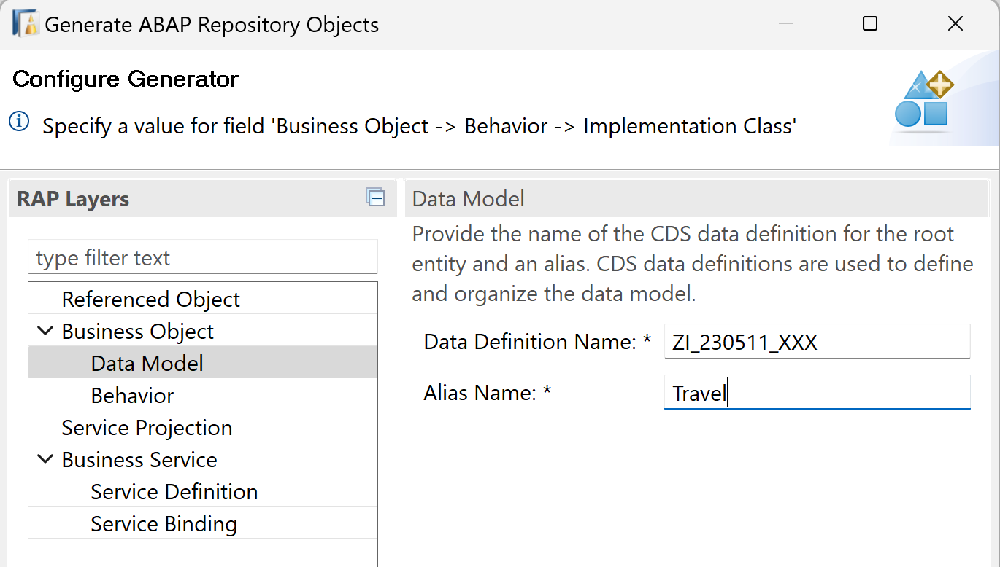 Generate ABAP Repository Objects
Configure Generator
Specify a value for field 'Business Object -> Behavior -> Implementation Class'
RAP Layers
type filter text
Referenced Object
Business Object
Data Model
Behavior
Service Projection
Business Service
Service Definition
Service Binding
Data Model
Provide the name of the CDS data definition for the root
entity and an alias. CDS data definitions are used to define
and organize the data model.
Data Definition Name: * ZI_230511_XXX
Alias Name: * Travel